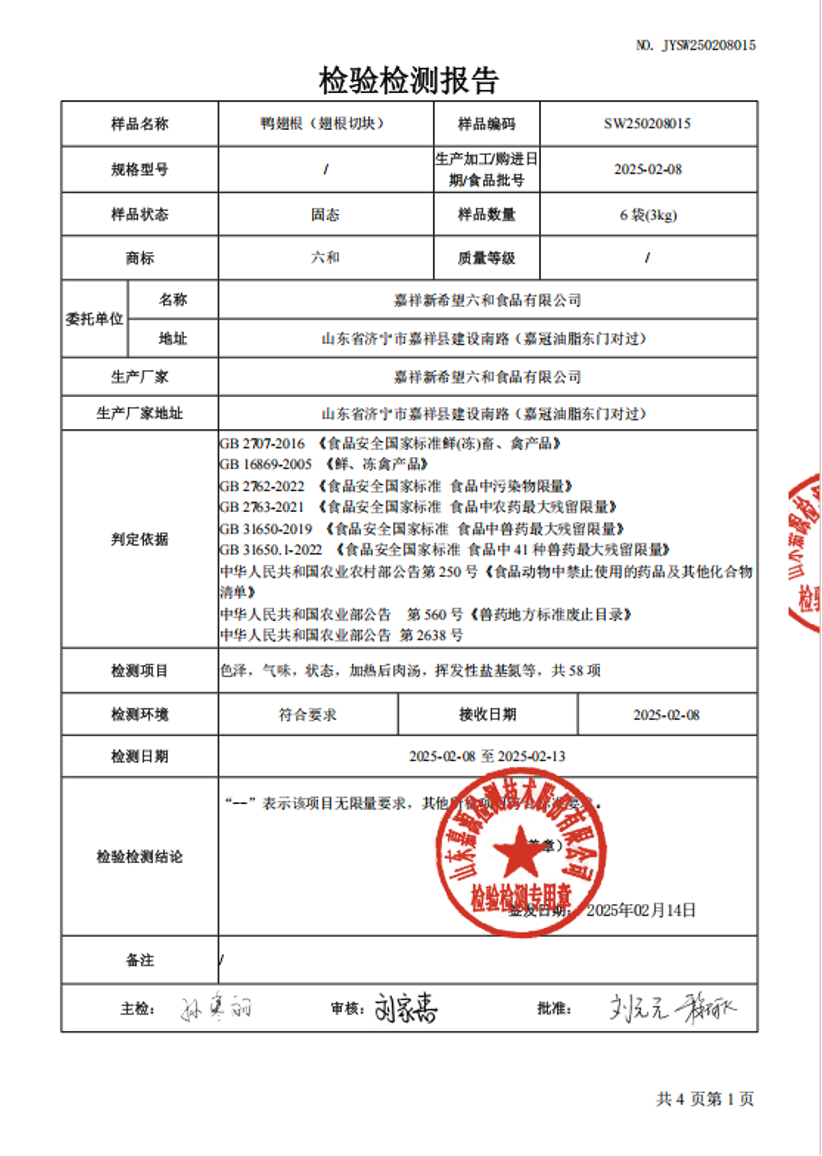 NO. JYSW250208015
检验检测报告
样品名称 鸭翅根（翅根切块） 样品编码 SW250208015
规格型号 / 生产加工/购进日期/食品批号 2025-02-08
样品状态 固态 样品数量 6 袋(3kg)
商标 六和 质量等级 /
委托单位 名称 嘉祥新希望六和食品有限公司
地址 山东省济宁市嘉祥县建设南路（嘉冠油脂东门对过）
生产厂家 嘉祥新希望六和食品有限公司
生产厂家地址 山东省济宁市嘉祥县建设南路（嘉冠油脂东门对过）
判定依据
GB 2707-2016 《食品安全国家标准鲜(冻)畜、禽产品》
GB 16869-2005 《鲜、冻禽产品》
GB 2762-2022 《食品安全国家标准 食品中污染物限量》
GB 2763-2021 《食品安全国家标准 食品中农药最大残留限量》
GB 31650-2019 《食品安全国家标准 食品中兽药最大残留限量》
GB 31650.1-2022 《食品安全国家标准 食品中 41 种兽药最大残留限量》
中华人民共和国农业农村部公告第 250 号《食品动物中禁止使用的药品及其他化合物
清单》
中华人民共和国农业部公告 第 560 号《兽药地方标准废止目录》
中华人民共和国农业部公告 第 2638 号
检测项目 色泽，气味，状态，加热后肉汤，挥发性盐基氮等，共 58 项
检测环境 符合要求 接收日期 2025-02-08
检测日期 2025-02-08 至 2025-02-13
检验检测结论
“--”表示该项目无限量要求，其他所检项目符合标准要求。
（盖章）
山东嘉源检测技术股份有限公司
检验检测专用章
签发日期： 2025年02月14日
备注 /
主检： 审核：刘家喜 批准：刘元元
共 4 页第 1 页